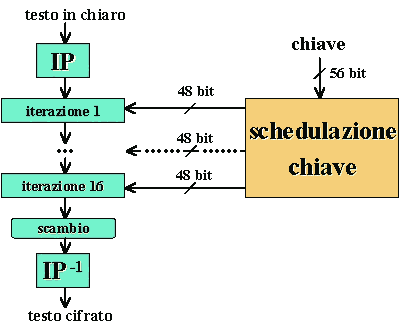 testo in chiaro
IP
chiave
56 bit
iterazione 1
48 bit
schedulazione
chiave
...
48 bit
iterazione 16
48 bit
scambio
IP-1
testo cifrato